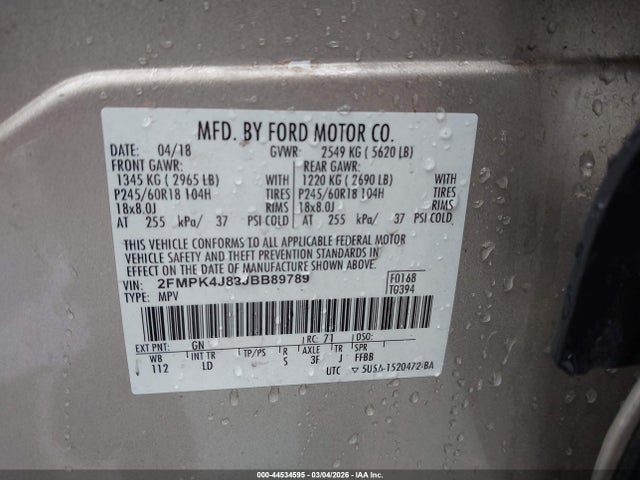 MFD. BY FORD MOTOR CO.
DATE: 04/18 GVWR: 2549 KG ( 5620 LB)
FRONT GAWR: REAR GAWR:
1345 KG ( 2965 LB) WITH 1220 KG ( 2690 LB) WITH
P245/60R18 104H TIRES P245/60R18 104H TIRES
18x8.0J RIMS 18x8.0J RIMS
AT 255 kPa/ 37 PSI COLD AT 255 kPa/ 37 PSI COLD
THIS VEHICLE CONFORMS TO ALL APPLICABLE FEDERAL MOTOR
VEHICLE SAFETY AND THEFT PREVENTION STANDARDS IN
EFFECT ON THE DATE OF MANUFACTURE SHOWN ABOVE.
VIN: 2FMPK4J83JBB89789 F0168
TYPE: MPV T0394
EXT PNT: GN RC: 71 DSO:
WB INT TR TP/PS R AXLE TR SPR
112 LD S 3F J FFBB
UTC 5USA-1520472-BA
000-44534595 - 03/04/2026 - IAA Inc.